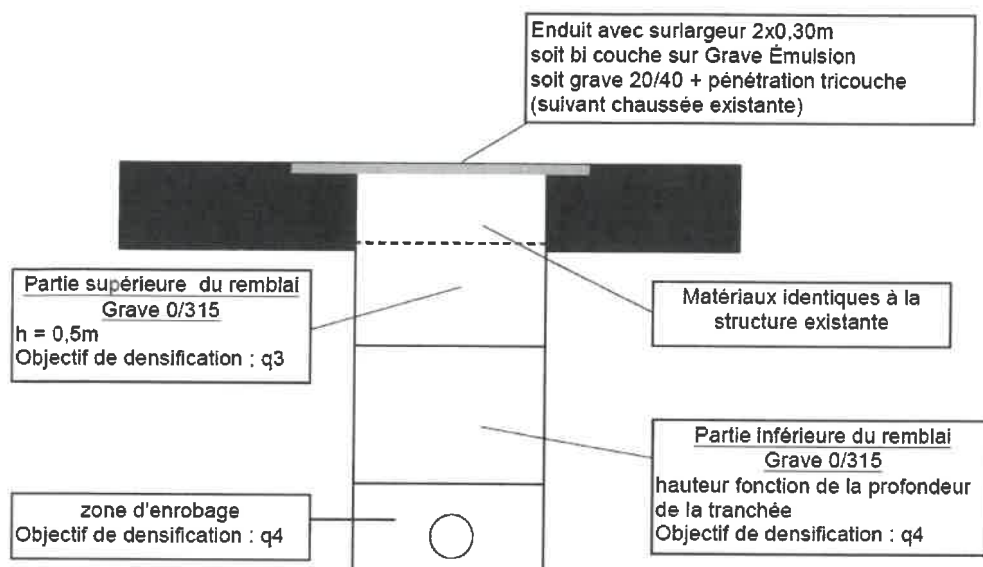 Enduit avec surlargeur 2x0,30m
soit bi couche sur Grave Émulsion
soit grave 20/40 + pénétration tricouche
(suivant chaussée existante)
Partie supérieure du remblai
Grave 0/315
h = 0,5m
Objectif de densification : q3
Matériaux identiques à la
structure existante
Partie inférieure du remblai
Grave 0/315
hauteur fonction de la profondeur
de la tranchée
Objectif de densification : q4
zone d'enrobage
Objectif de densification : q4